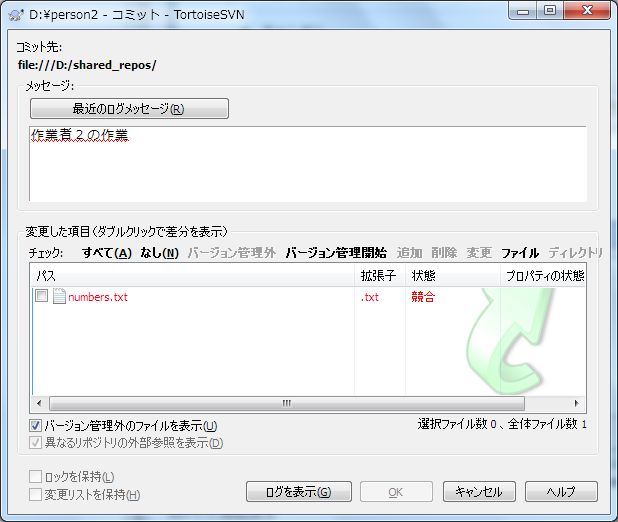 D:¥person2 - コミット - TortoiseSVN
コミット先:
file:///D:/shared_repos/
メッセージ:
最近のログメッセージ(R)
作業者２の作業
変更した項目(ダブルクリックで差分を表示)
チェック: すべて(A) なし(N) バージョン管理外 バージョン管理開始 追加 削除 変更 ファイル ディレクトリ
パス 拡張子 状態 プロパティの状態
numbers.txt .txt 競合
バージョン管理外のファイルを表示(U) 選択ファイル数 0 、全体ファイル数 1
異なるリポジトリの外部参照を表示(D)
ロックを保持(L)
変更リストを保持(H)
ログを表示(G) OK キャンセル ヘルプ